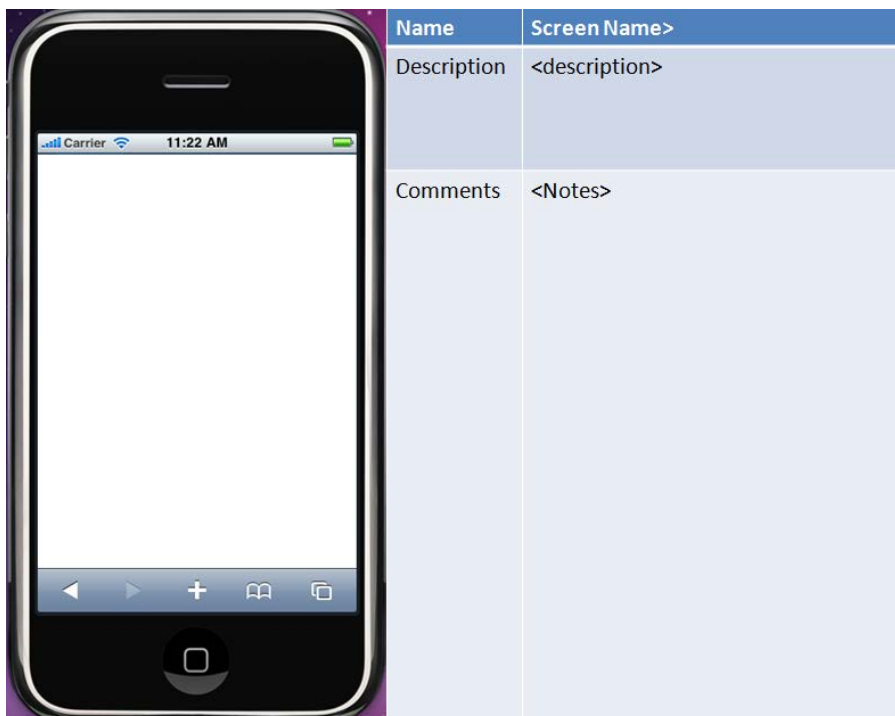 Carrier 11:22 AM
Name Screen Name>
Description <description>
Comments <Notes>